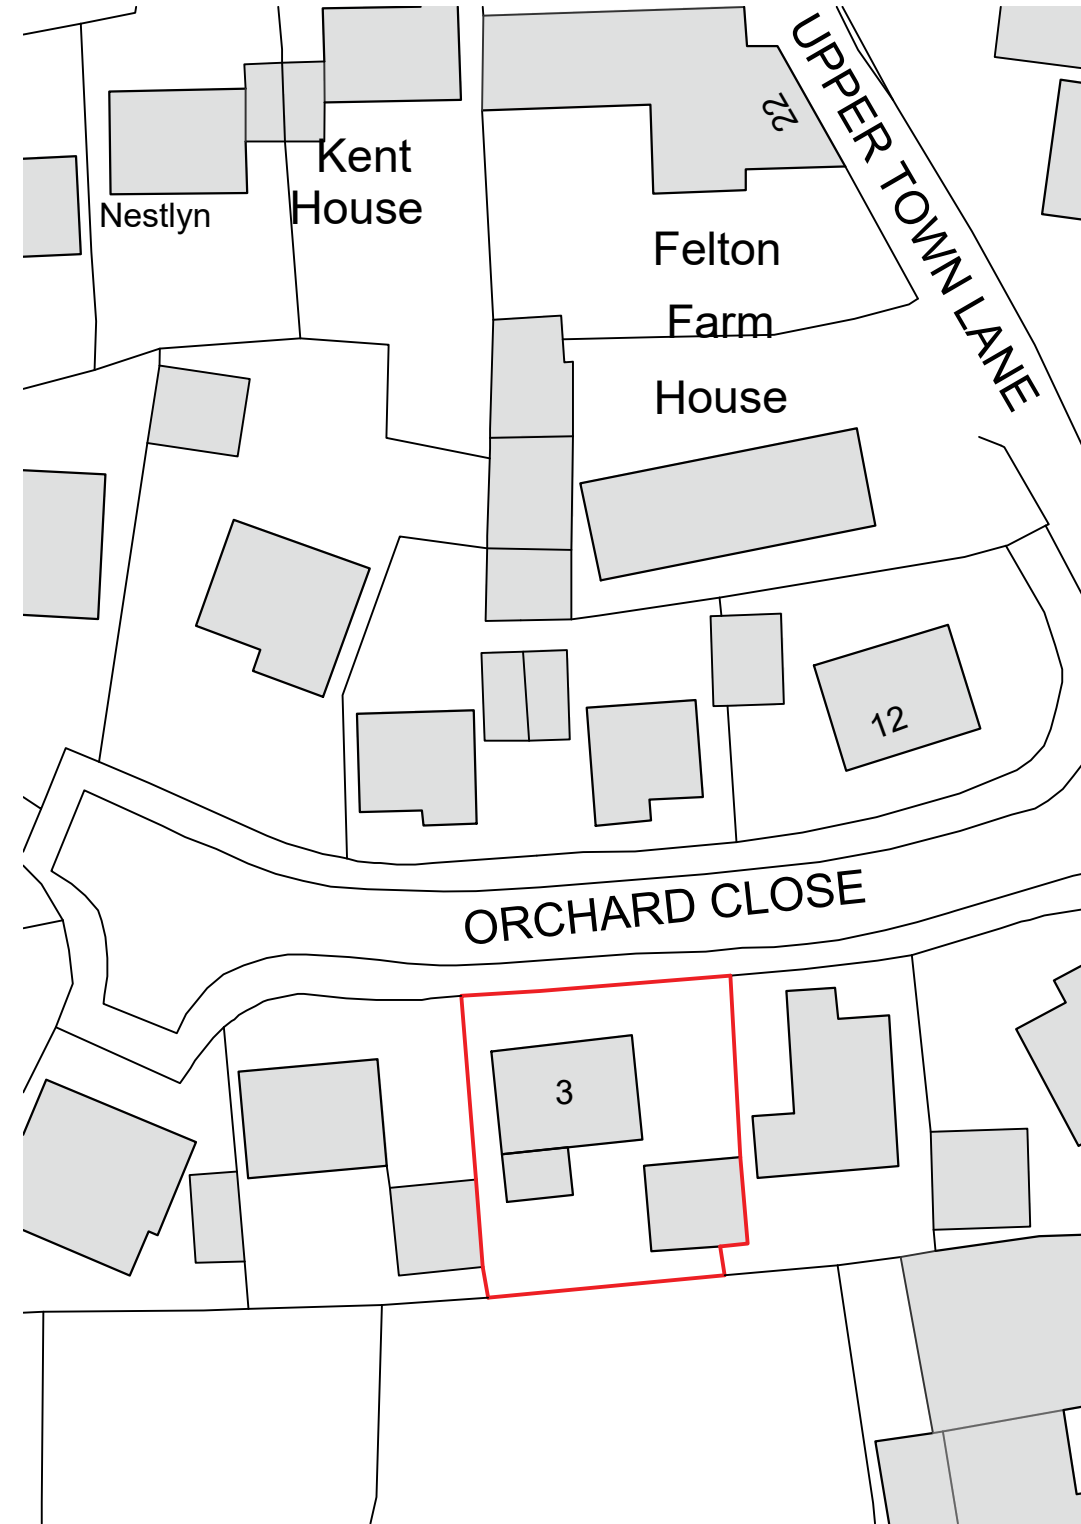 UPPER TOWN LANE
22
Kent
House
Nestlyn
Felton
Farm
House
12
ORCHARD CLOSE
3